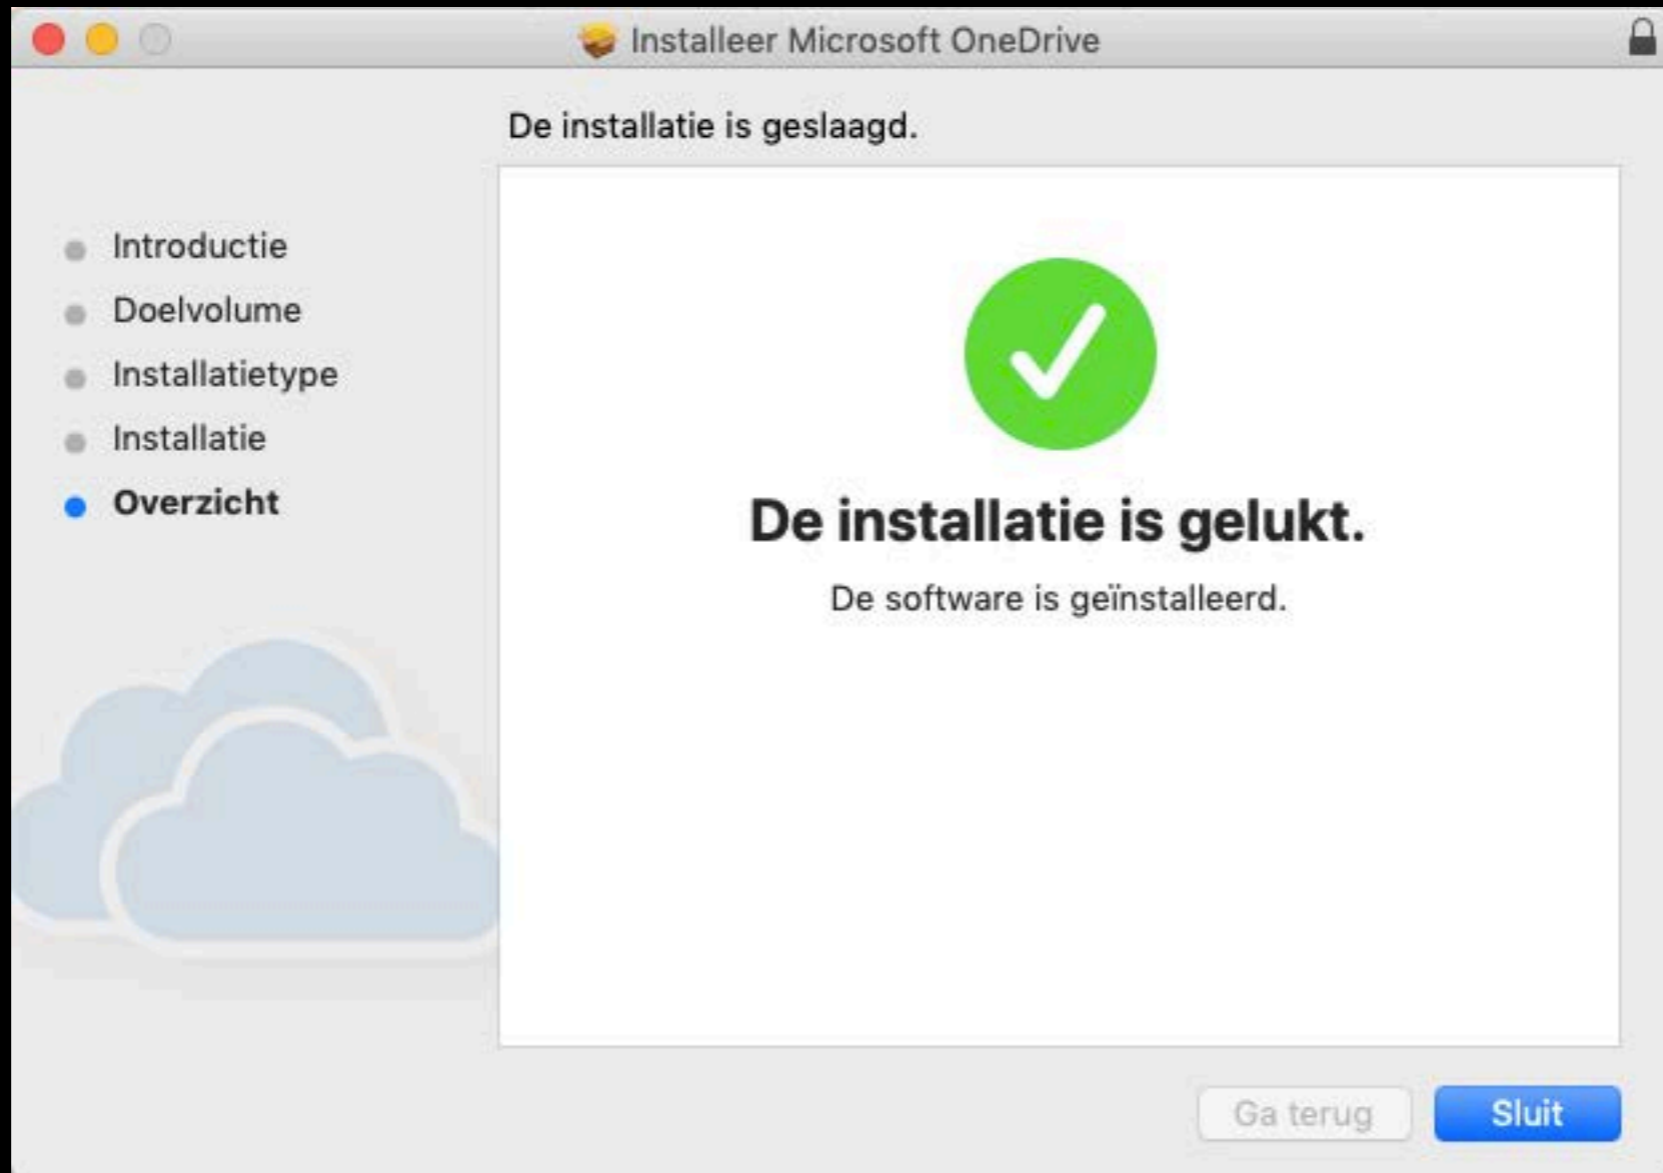 Installeer Microsoft OneDrive
De installatie is geslaagd.
Introductie
Doelvolume
Installatietype
Installatie
Overzicht
De installatie is gelukt.
De software is geïnstalleerd.
Ga terug
Sluit